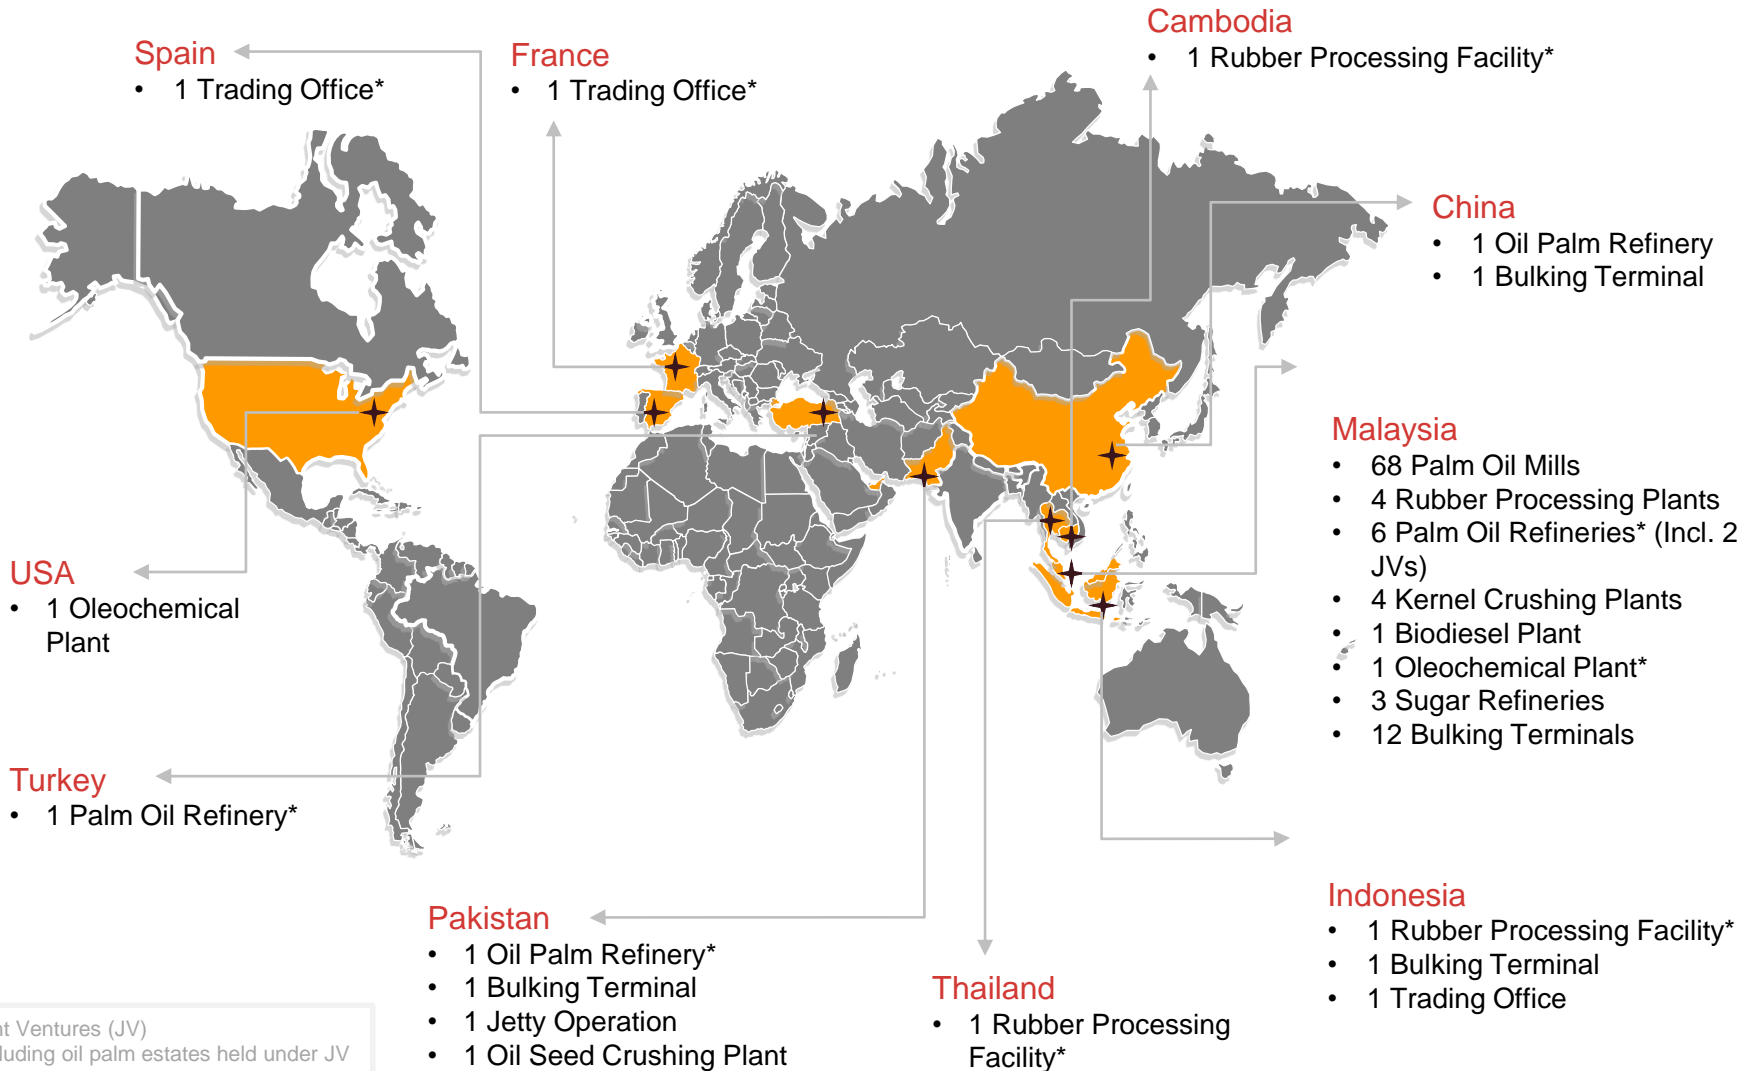 Spain
• 1 Trading Office*
France
• 1 Trading Office*
Cambodia
• 1 Rubber Processing Facility*
China
• 1 Oil Palm Refinery
• 1 Bulking Terminal
Malaysia
• 68 Palm Oil Mills
• 4 Rubber Processing Plants
• 6 Palm Oil Refineries* (Incl. 2
JVs)
• 4 Kernel Crushing Plants
• 1 Biodiesel Plant
• 1 Oleochemical Plant*
• 3 Sugar Refineries
• 12 Bulking Terminals
USA
• 1 Oleochemical
Plant
Turkey
• 1 Palm Oil Refinery*
Pakistan
• 1 Oil Palm Refinery*
• 1 Bulking Terminal
• 1 Jetty Operation
• 1 Oil Seed Crushing Plant
Thailand
• 1 Rubber Processing
Facility*
Indonesia
• 1 Rubber Processing Facility*
• 1 Bulking Terminal
• 1 Trading Office
Ventures (JV)
oil palm estates held under JV